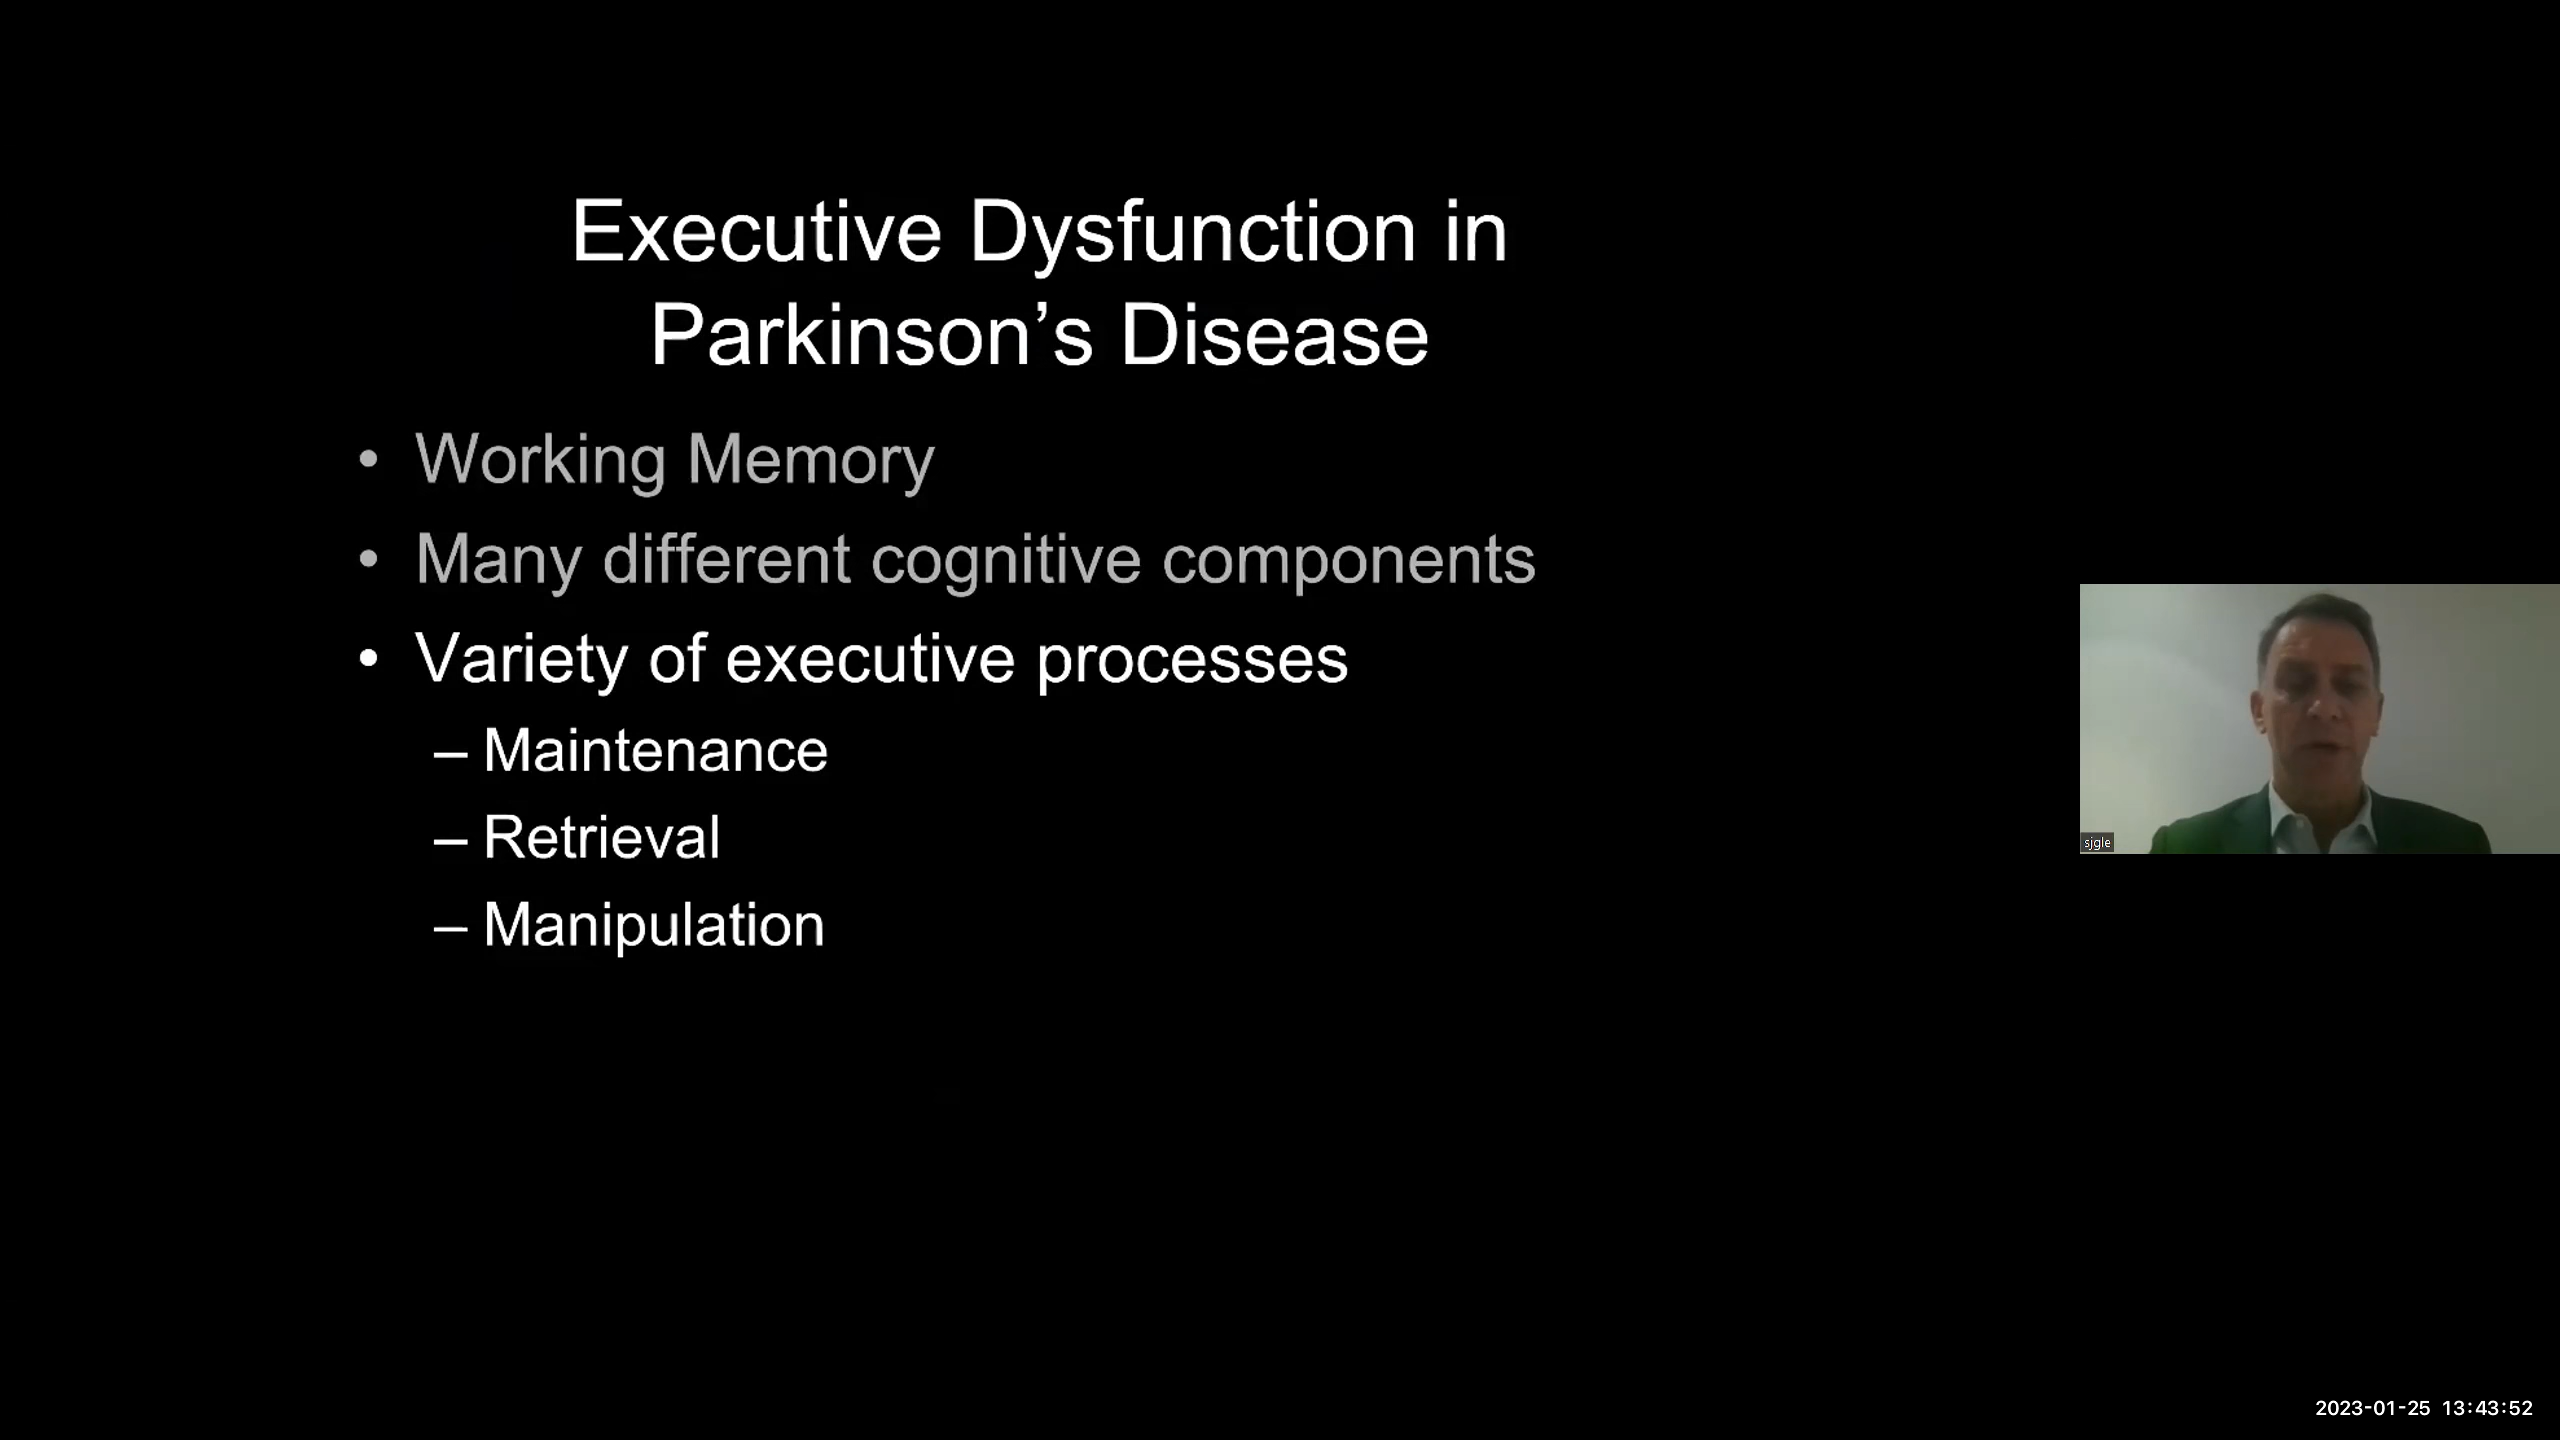 Executive Dysfunction in
Parkinson’s Disease
• Working Memory
• Many different cognitive components
• Variety of executive processes
– Maintenance
– Retrieval
– Manipulation
sjgle
2023-01-25 13:43:52